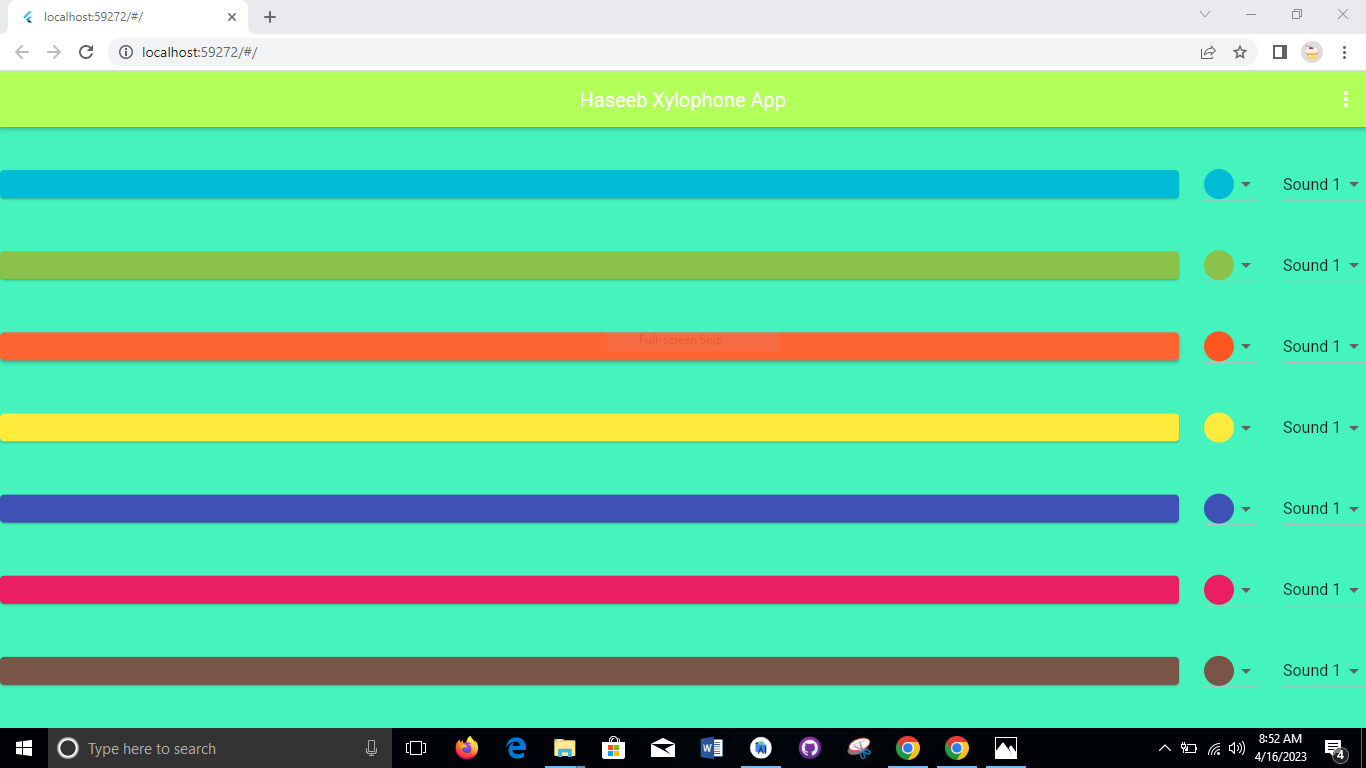 localhost:59272/#/
localhost:59272/#/
Haseeb Xylophone App
Sound 1
Sound 1
Full-screen Snip
Sound 1
Sound 1
Sound 1
Sound 1
Sound 1
Type here to search
8:52 AM
4/16/2023
4